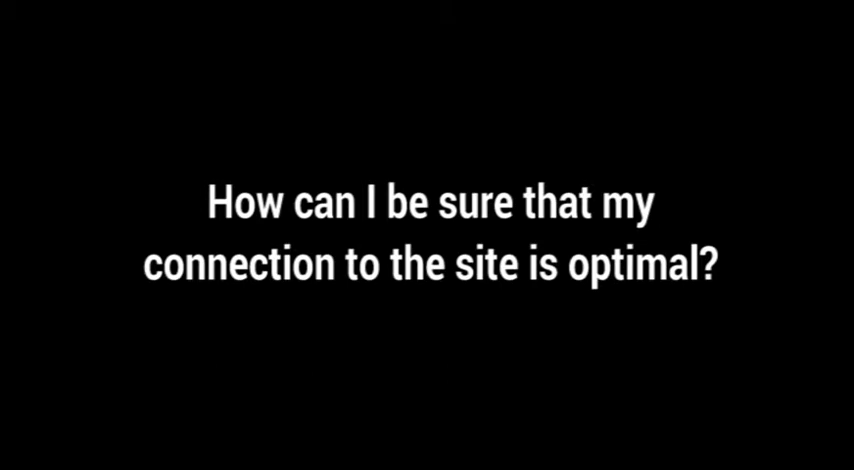 How can I be sure that my
connection to the site is optimal?